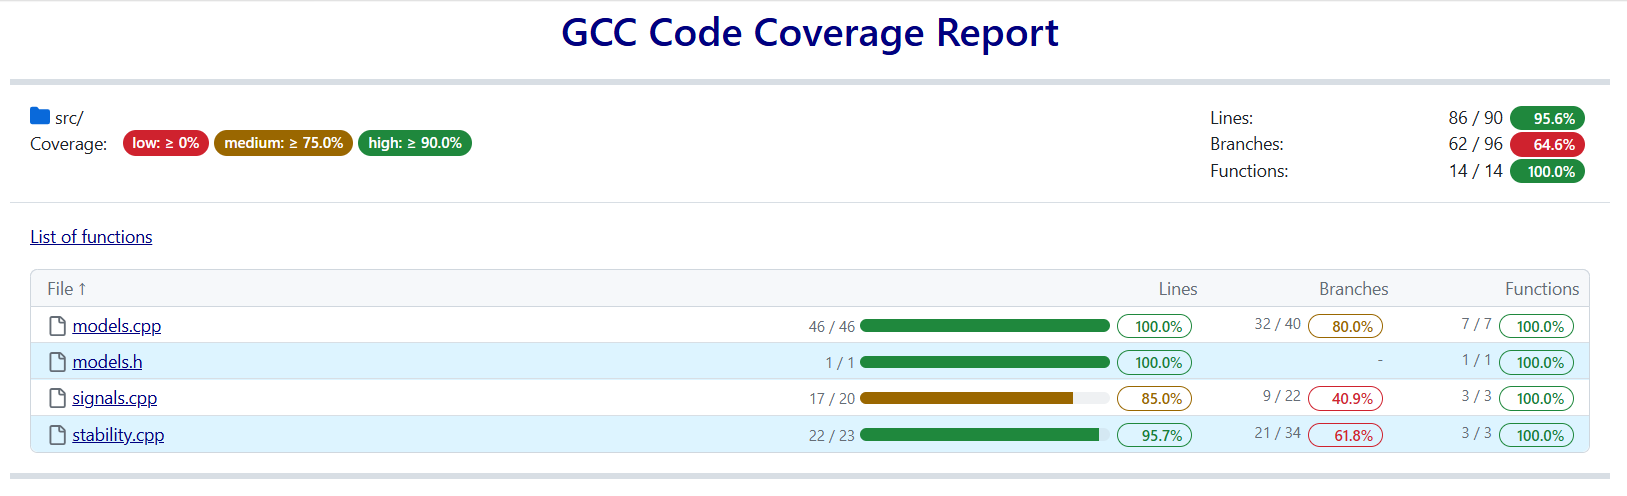 GCC Code Coverage Report
src/
Coverage: low: ≥ 0% medium: ≥ 75.0% high: ≥ 90.0%
Lines: 86 / 90 95.6%
Branches: 62 / 96 64.6%
Functions: 14 / 14 100.0%
List of functions
File ↑ Lines Branches Functions
models.cpp 46 / 46 100.0% 32 / 40 80.0% 7 / 7 100.0%
models.h 1 / 1 100.0% - 1 / 1 100.0%
signals.cpp 17 / 20 85.0% 9 / 22 40.9% 3 / 3 100.0%
stability.cpp 22 / 23 95.7% 21 / 34 61.8% 3 / 3 100.0%